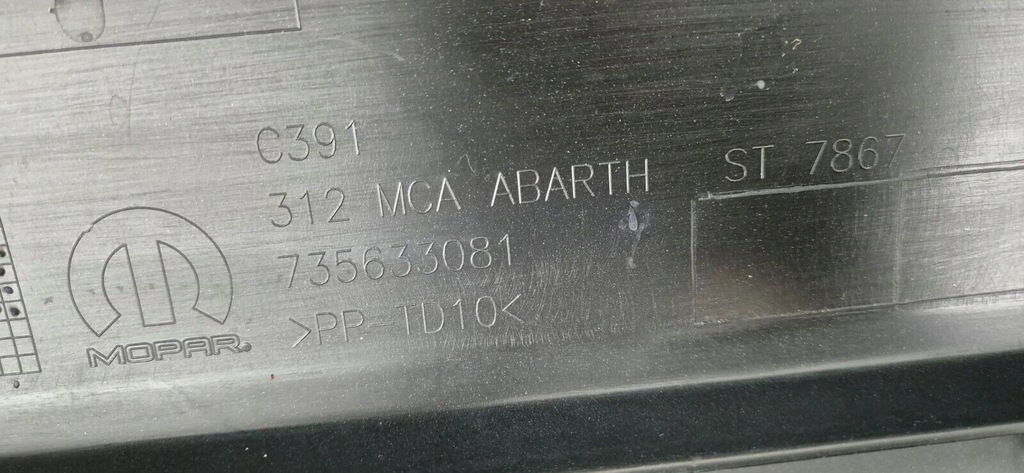 C391
312 MCA ABARTH
735633081
>PP-TD10<
ST 7867
MOPAR